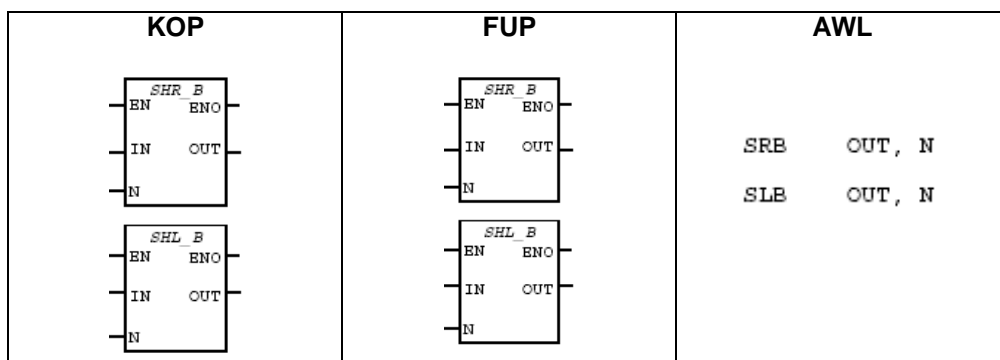 KOP
FUP
AWL
SHR_B
EN ENO
IN OUT
N
SHL_B
EN ENO
IN OUT
N
SHR_B
EN ENO
IN OUT
N
SHL_B
EN ENO
IN OUT
N
SRB OUT, N
SLB OUT, N